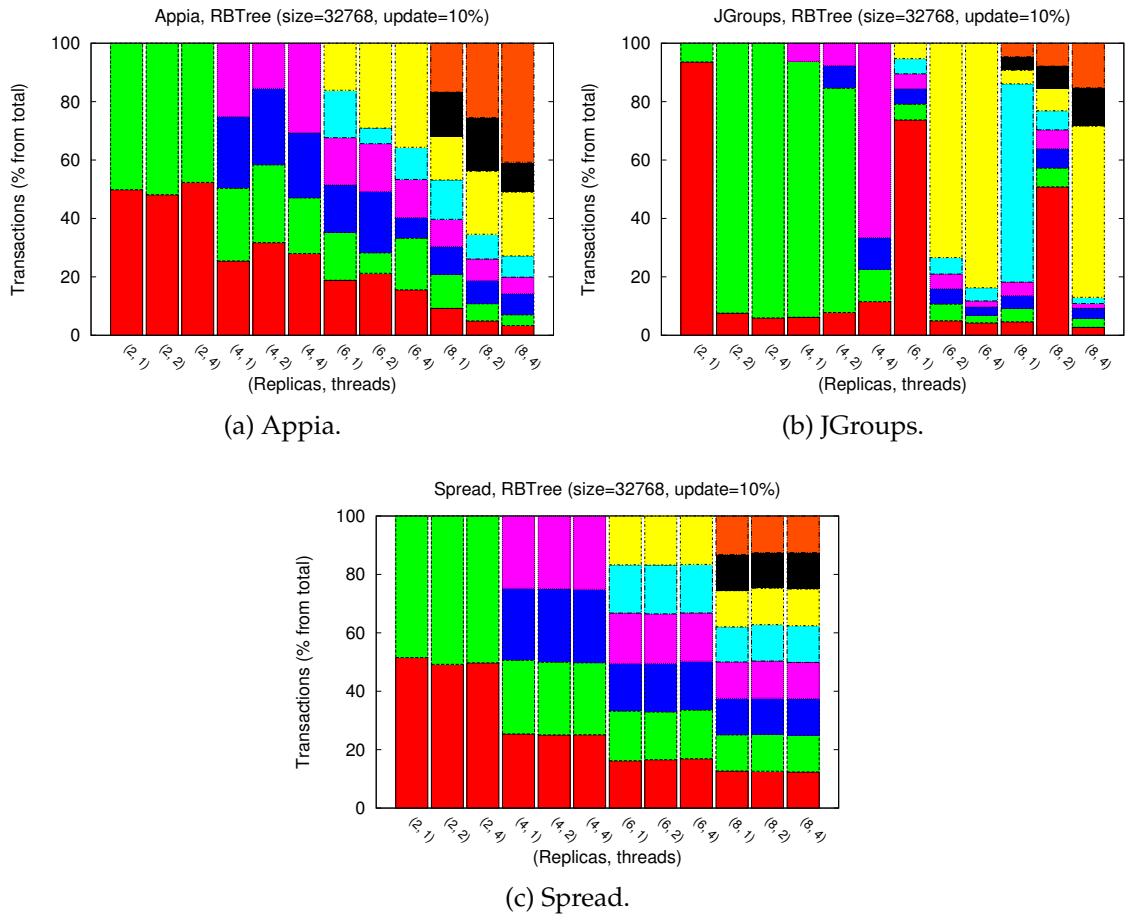 Appia, RBTree (size=32768, update=10%)
Transactions (% from total)
100
80
60
40
20
0
(2, 1) (2, 2) (2, 4) (4, 1) (4, 2) (4, 4) (6, 1) (6, 2) (6, 4) (8, 1) (8, 2) (8, 4)
(Replicas, threads)
(a) Appia.
JGroups, RBTree (size=32768, update=10%)
Transactions (% from total)
100
80
60
40
20
0
(2, 1) (2, 2) (2, 4) (4, 1) (4, 2) (4, 4) (6, 1) (6, 2) (6, 4) (8, 1) (8, 2) (8, 4)
(Replicas, threads)
(b) JGroups.
Spread, RBTree (size=32768, update=10%)
Transactions (% from total)
100
80
60
40
20
0
(2, 1) (2, 2) (2, 4) (4, 1) (4, 2) (4, 4) (6, 1) (6, 2) (6, 4) (8, 1) (8, 2) (8, 4)
(Replicas, threads)
(c) Spread.